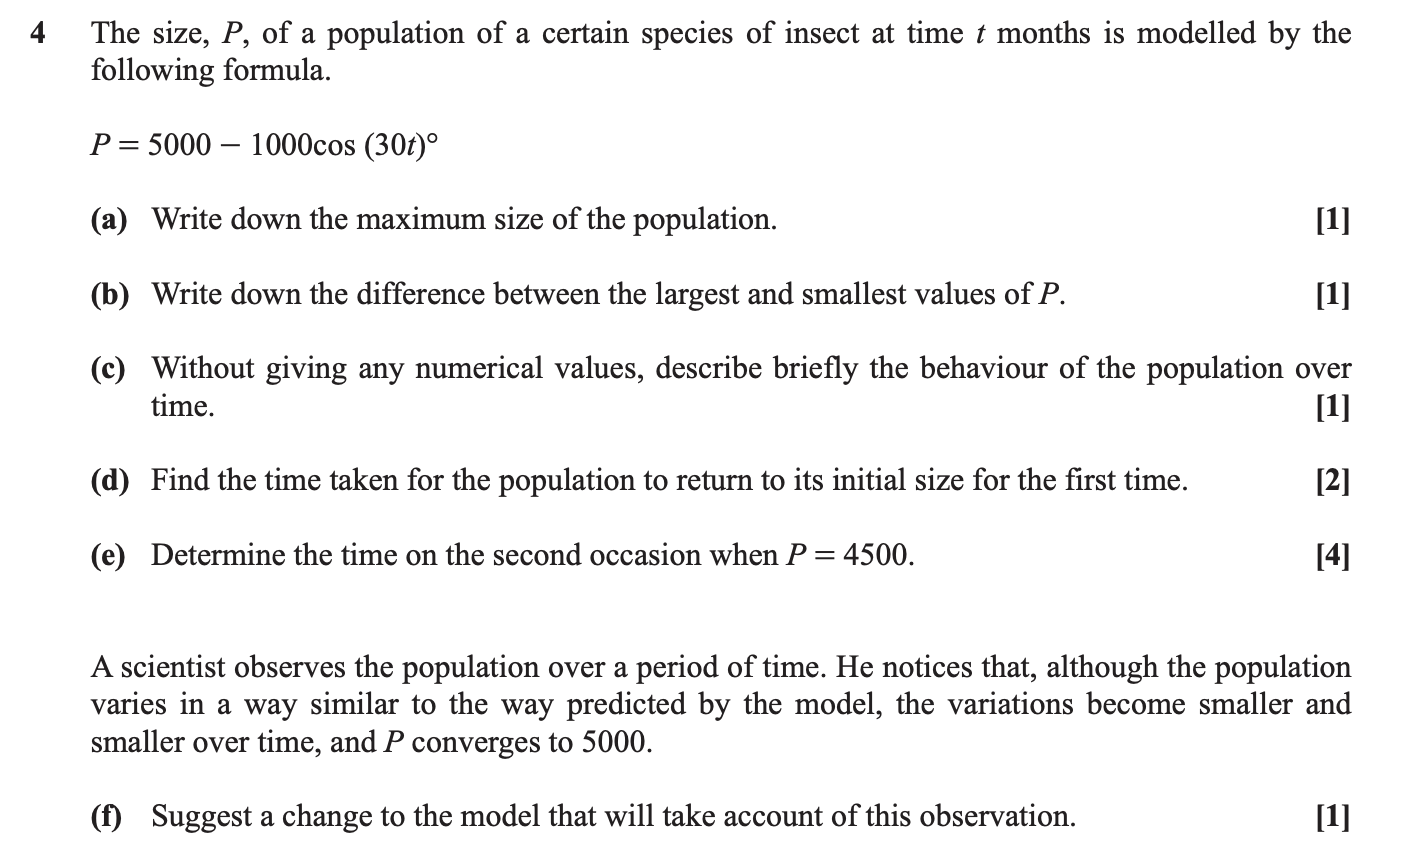 4 The size, P, of a population of a certain species of insect at time t months is modelled by the
following formula.
P = 5000 – 1000cos (30t)°
(a) Write down the maximum size of the population. [1]
(b) Write down the difference between the largest and smallest values of P. [1]
(c) Without giving any numerical values, describe briefly the behaviour of the population over
time. [1]
(d) Find the time taken for the population to return to its initial size for the first time. [2]
(e) Determine the time on the second occasion when P = 4500. [4]
A scientist observes the population over a period of time. He notices that, although the population
varies in a way similar to the way predicted by the model, the variations become smaller and
smaller over time, and P converges to 5000.
(f) Suggest a change to the model that will take account of this observation. [1]